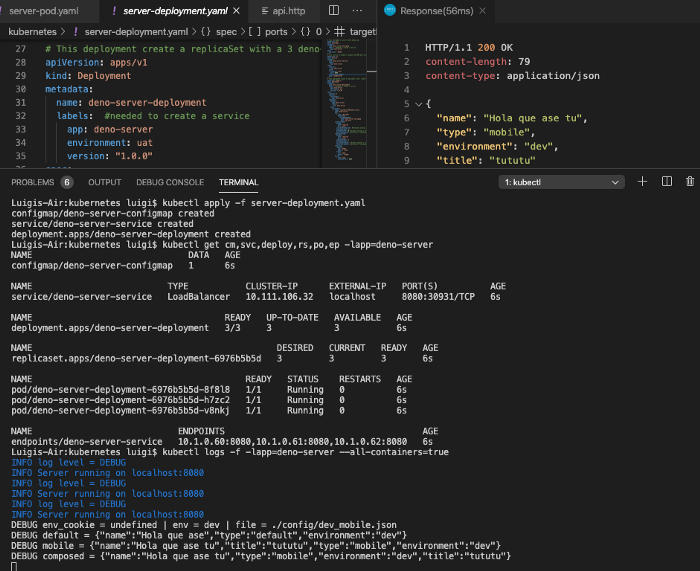 server-pod.yaml
! server-deployment.yaml ×
api.http
···
Response(56ms) ×
kubernetes > ! server-deployment.yaml > {} spec > [ ] ports > {} 0 > # targetl
27 # This deployment create a replicaSet with a 3 deno
28 apiVersion: apps/v1
29 kind: Deployment
30 metadata:
31 name: deno-server-deployment
32 labels: #needed to create a service
33 app: deno-server
34 environment: uat
35 version: "1.0.0"
1 HTTP/1.1 200 OK
2 content-length: 79
3 content-type: application/json
4
5 {
6 "name": "Hola que ase tu",
7 "type": "mobile",
8 "environment": "dev",
9 "title": "tututu"
PROBLEMS 6 OUTPUT DEBUG CONSOLE TERMINAL 1: kubectl
Luigis-Air:kubernetes luigi$ kubectl apply -f server-deployment.yaml
configmap/deno-server-configmap created
service/deno-server-service created
deployment.apps/deno-server-deployment created
Luigis-Air:kubernetes luigi$ kubectl get cm,svc,deploy,rs,po,ep -lapp=deno-server
NAME DATA AGE
configmap/deno-server-configmap 1 6s
NAME TYPE CLUSTER-IP EXTERNAL-IP PORT(S) AGE
service/deno-server-service LoadBalancer 10.111.106.32 localhost 8080:30931/TCP 6s
NAME READY UP-TO-DATE AVAILABLE AGE
deployment.apps/deno-server-deployment 3/3 3 3 6s
NAME DESIRED CURRENT READY AGE
replicaset.apps/deno-server-deployment-6976b5b5d 3 3 3 6s
NAME READY STATUS RESTARTS AGE
pod/deno-server-deployment-6976b5b5d-8f8l8 1/1 Running 0 6s
pod/deno-server-deployment-6976b5b5d-h7zc2 1/1 Running 0 6s
pod/deno-server-deployment-6976b5b5d-v8nkj 1/1 Running 0 6s
NAME ENDPOINTS AGE
endpoints/deno-server-service 10.1.0.60:8080,10.1.0.61:8080,10.1.0.62:8080 6s
Luigis-Air:kubernetes luigi$ kubectl logs -f -lapp=deno-server --all-containers=true
INFO log level = DEBUG
INFO Server running on localhost:8080
INFO log level = DEBUG
INFO Server running on localhost:8080
INFO log level = DEBUG
INFO Server running on localhost:8080
DEBUG env_cookie = undefined | env = dev | file = ./config/dev_mobile.json
DEBUG default = {"name":"Hola que ase","type":"default","environment":"dev"}
DEBUG mobile = {"name":"Hola que ase tu","title":"tututu","type":"mobile","environment":"dev"}
DEBUG composed = {"name":"Hola que ase tu","type":"mobile","environment":"dev","title":"tututu"}